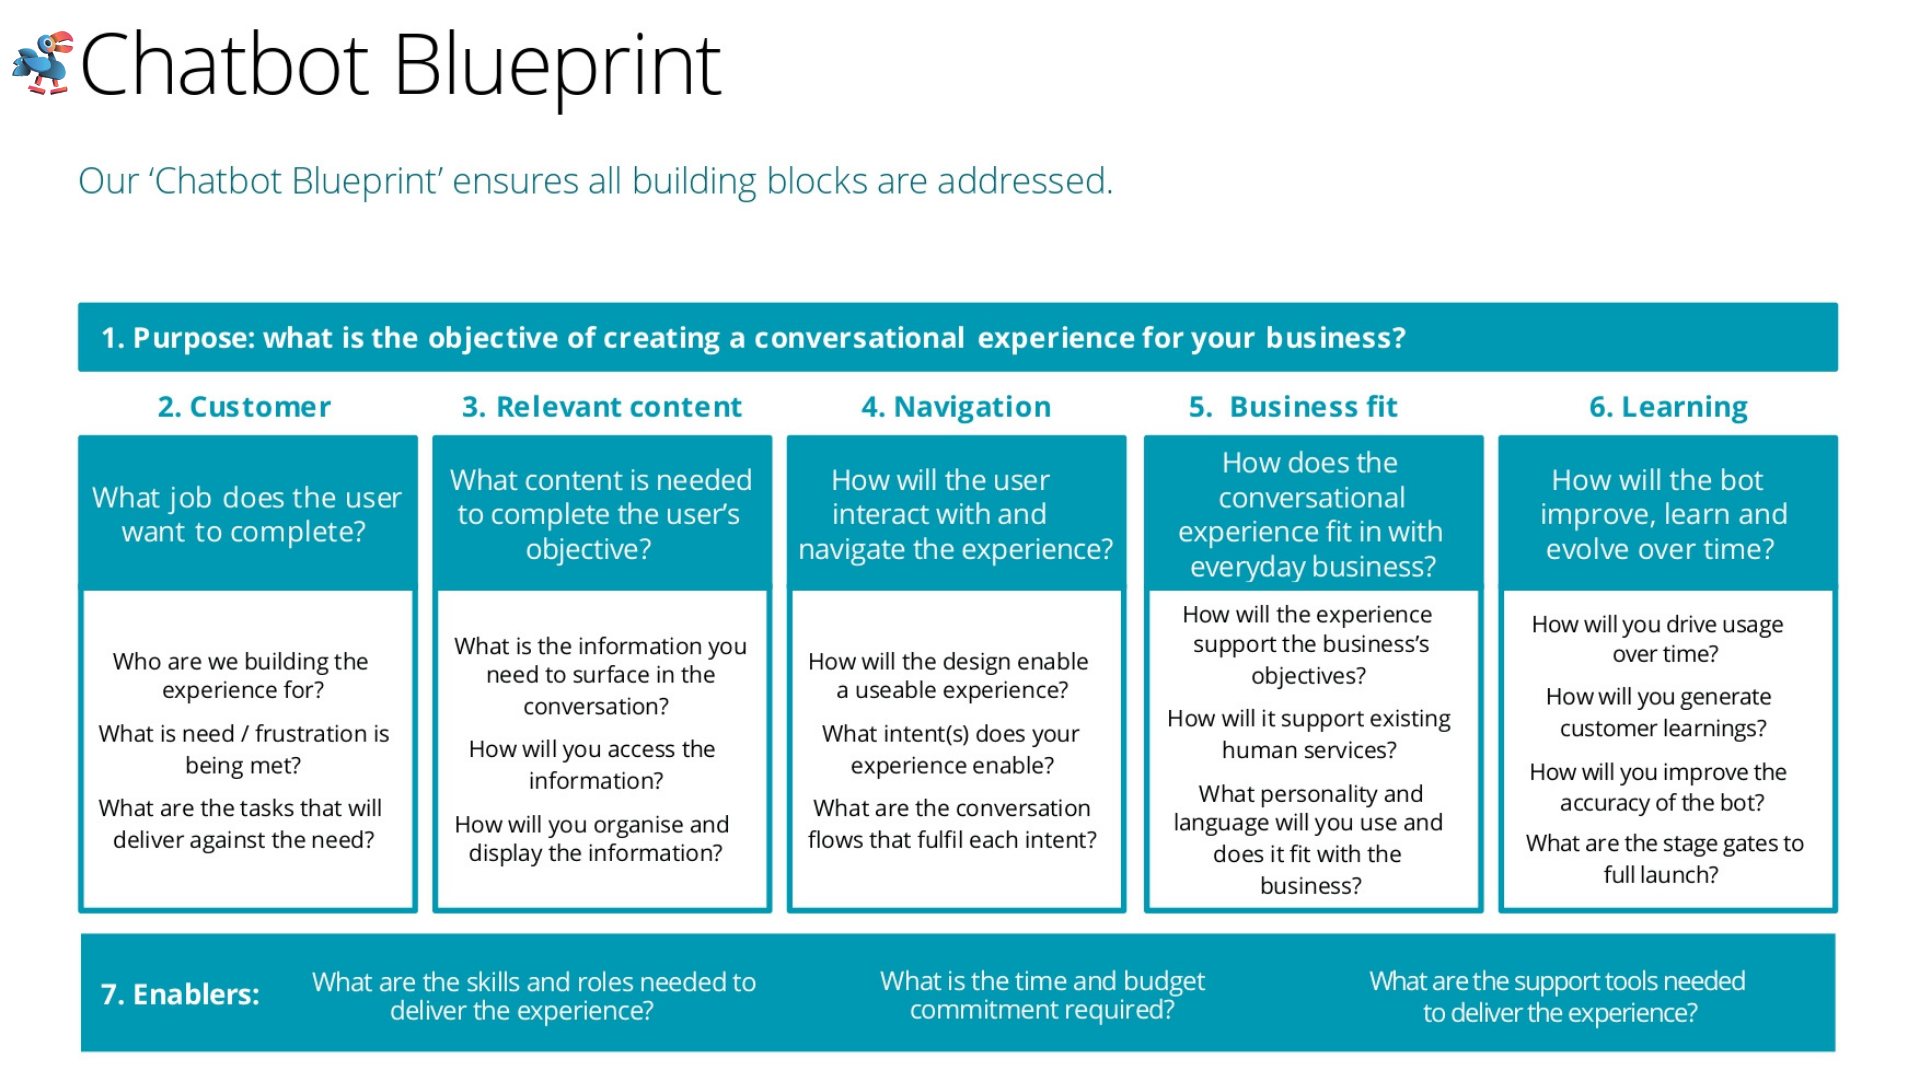 Chatbot Blueprint
Our ‘Chatbot Blueprint’ ensures all building blocks are addressed.
1. Purpose: what is the objective of creating a conversational experience for your business?
2. Customer
What job does the user
want to complete?
Who are we building the
experience for?
What is need / frustration is
being met?
What are the tasks that will
deliver against the need?
3. Relevant content
What content is needed
to complete the user’s
objective?
What is the information you
need to surface in the
conversation?
How will you access the
information?
How will you organise and
display the information?
4. Navigation
How will the user
interact with and
navigate the experience?
How will the design enable
a useable experience?
What intent(s) does your
experience enable?
What are the conversation
flows that fulfil each intent?
5. Business fit
How does the
conversational
experience fit in with
everyday business?
How will the experience
support the business’s
objectives?
How will it support existing
human services?
What personality and
language will you use and
does it fit with the
business?
6. Learning
How will the bot
improve, learn and
evolve over time?
How will you drive usage
over time?
How will you generate
customer learnings?
How will you improve the
accuracy of the bot?
What are the stage gates to
full launch?
7. Enablers:
What are the skills and roles needed to
deliver the experience?
What is the time and budget
commitment required?
What are the support tools needed
to deliver the experience?